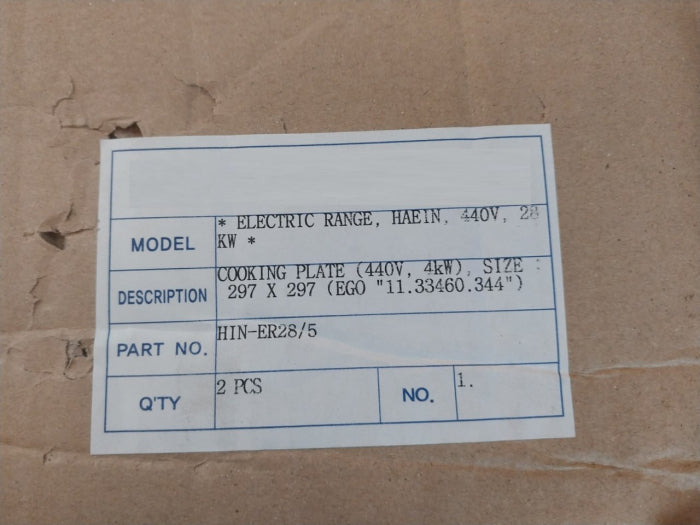 MODEL
* ELECTRIC RANGE, HAEIN, 440V, 28
KW *
DESCRIPTION
COOKING PLATE (440V, 4kW), SIZE :
297 X 297 (EGO "11.33460.344")
PART NO.
HIN-ER28/5
Q'TY
2 PCS
NO.
1.